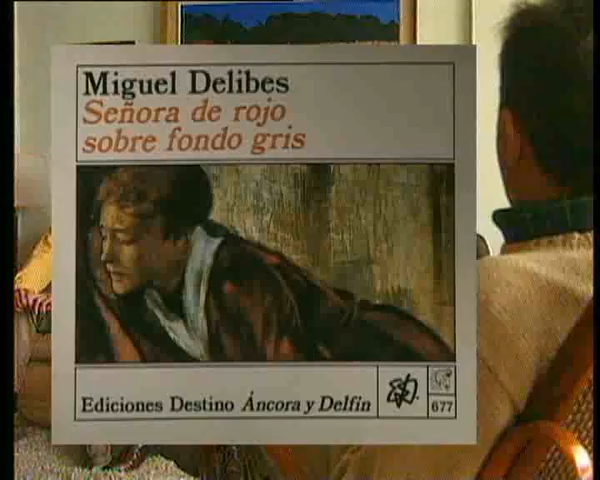 Miguel Delibes
Señora de rojo
sobre fondo gris
Ediciones Destino Áncora y Delfín
677